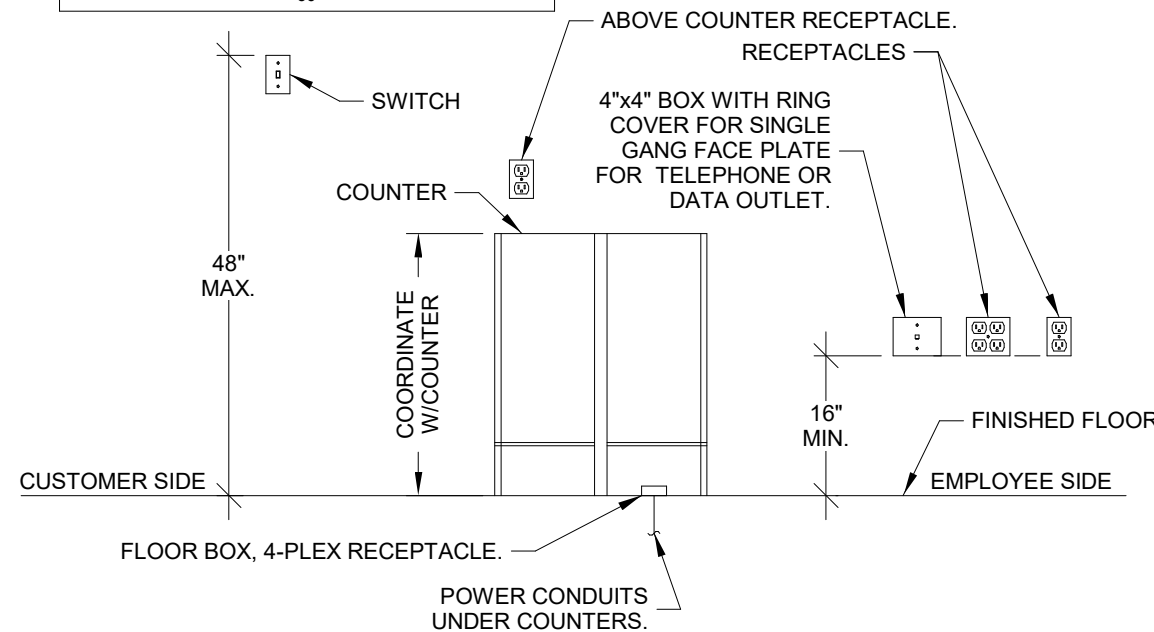 ABOVE COUNTER RECEPTACLE.
RECEPTACLES
SWITCH
4"x4" BOX WITH RING
COVER FOR SINGLE
GANG FACE PLATE
FOR TELEPHONE OR
DATA OUTLET.
COUNTER
48"
MAX.
COORDINATE
W/COUNTER
16"
MIN.
FINISHED FLOOR
CUSTOMER SIDE
EMPLOYEE SIDE
FLOOR BOX, 4-PLEX RECEPTACLE.
POWER CONDUITS
UNDER COUNTERS.